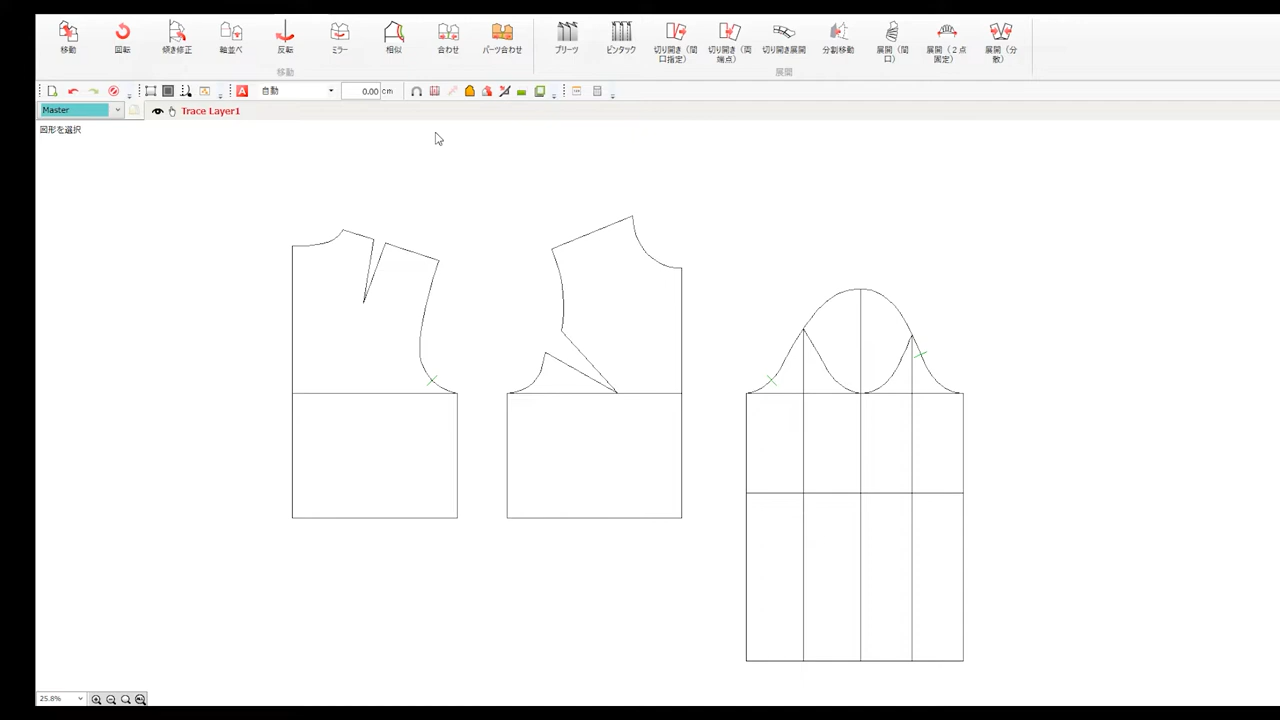 移動 回転 傾き修正 軸並べ 反転 ミラー 相似 合わせ パーツ合わせ プリーツ ピンタック 切り開き(間口指定) 切り開き(両端点) 切り開き展開 分割移動 展開(間口) 展開(2点固定) 展開(分散)
移動 展開
A 自動 0.00 cm
Master Trace Layer1
図形を選択
25.8%